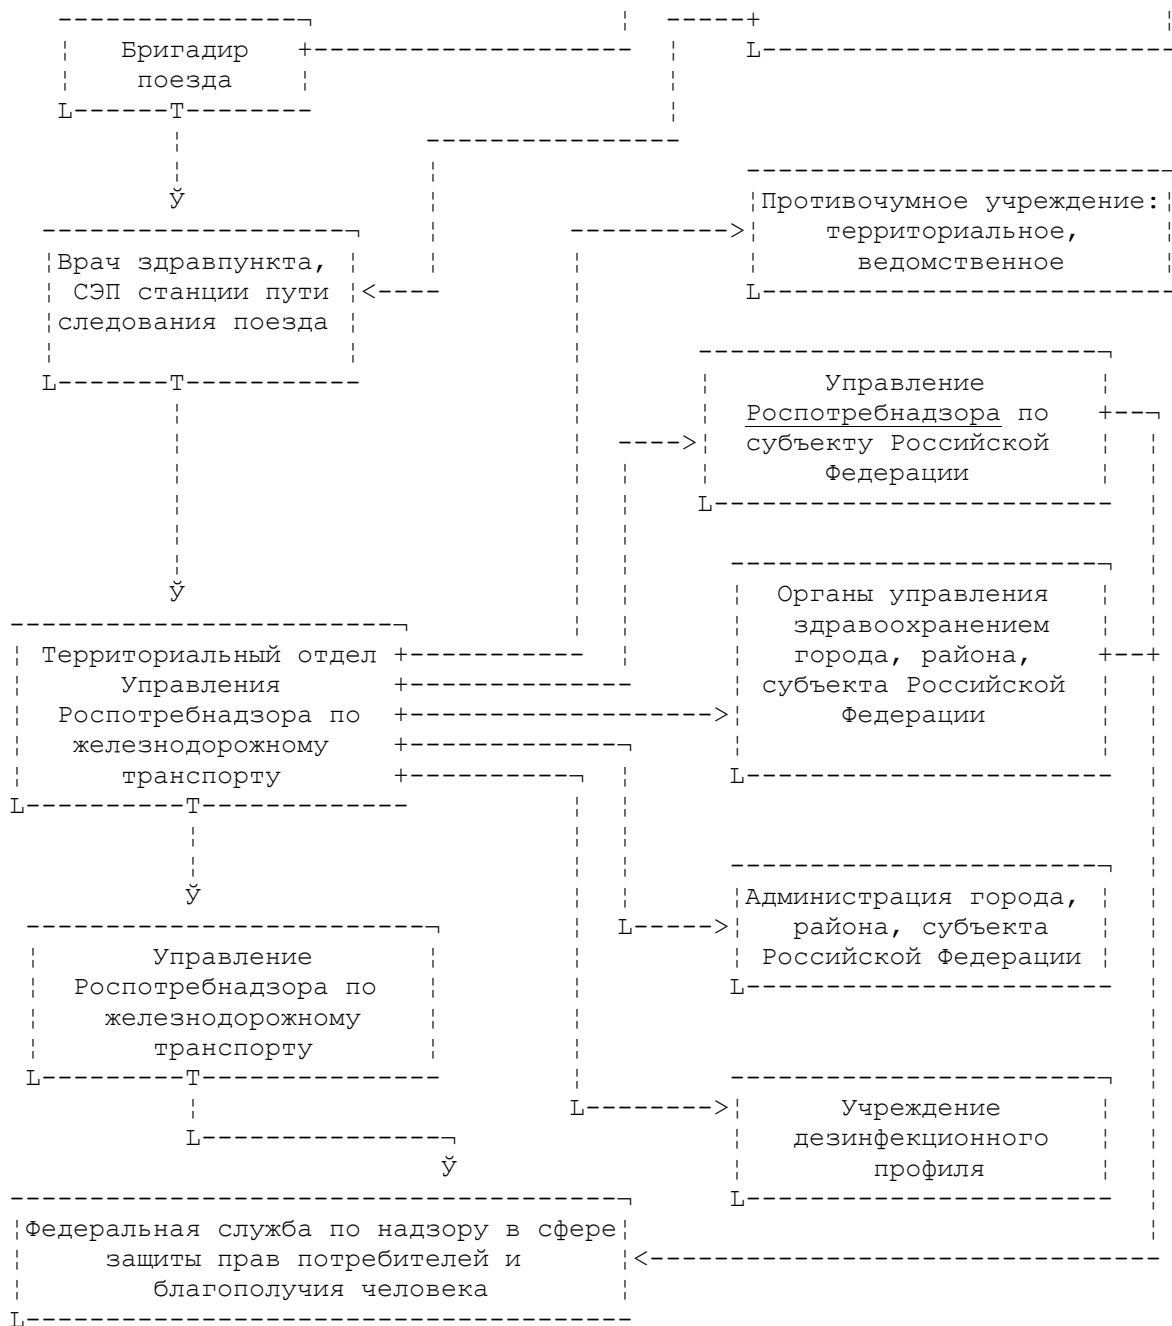 Бригадир
поезда
Противочумное учреждение:
территориальное,
ведомственное
Врач здравпункта,
СЭП станции пути
следования поезда
Управление
Роспотребнадзора по
субъекту Российской
Федерации
Органы управления
здравоохранением
города, района,
субъекта Российской
Федерации
Территориальный отдел
Управления
Роспотребнадзора по
железнодорожному
транспорту
Администрация города,
района, субъекта
Российской Федерации
Управление
Роспотребнадзора по
железнодорожному
транспорту
Учреждение
дезинфекционного
профиля
Федеральная служба по надзору в сфере
защиты прав потребителей и
благополучия человека